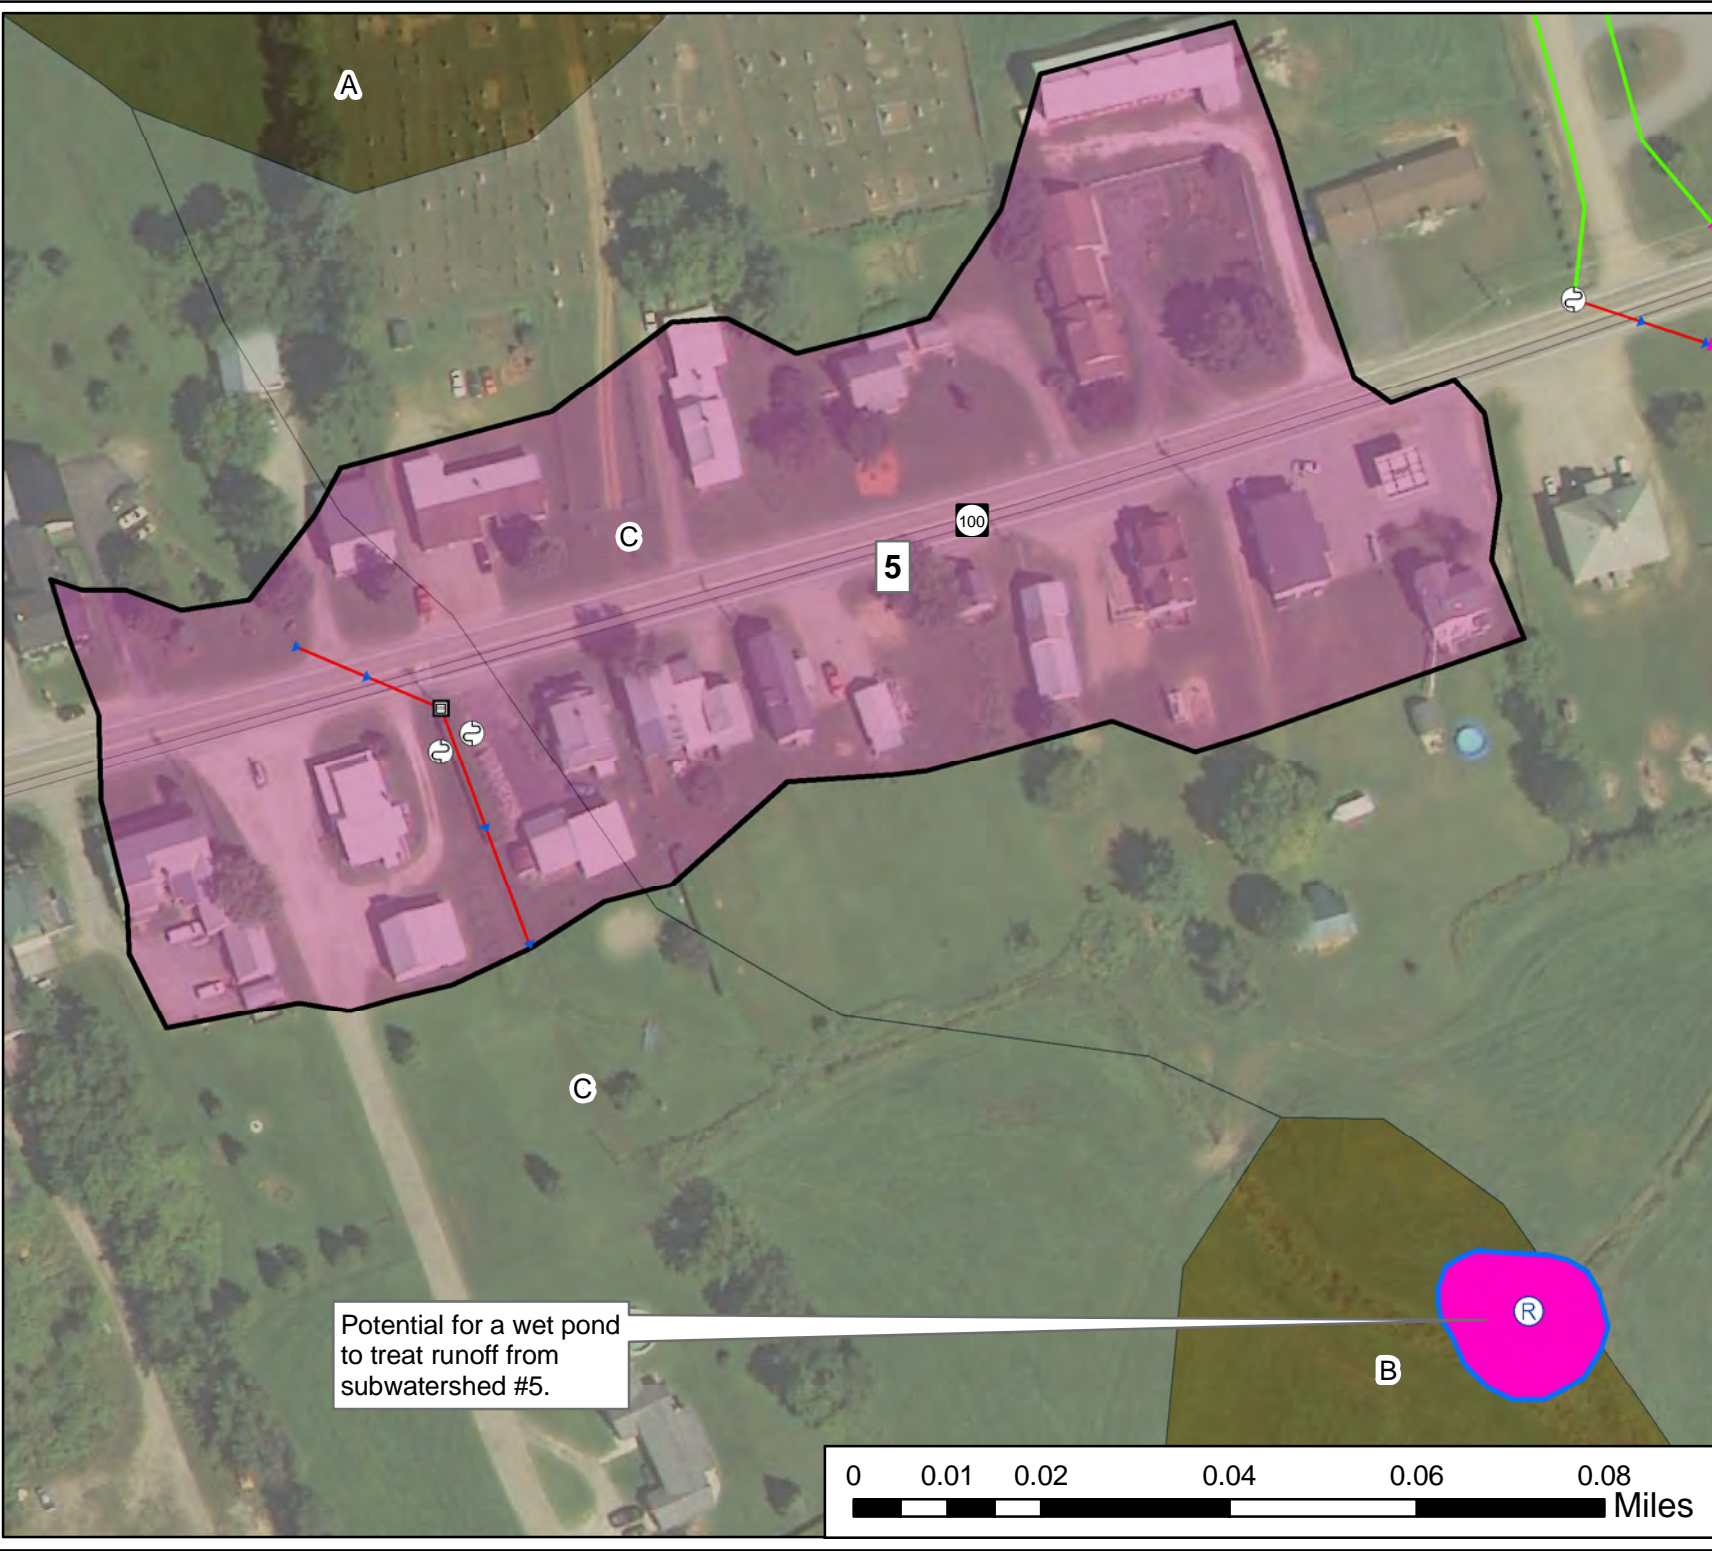 A
C
100
5
C
Potential for a wet pond
to treat runoff from
subwatershed #5.
R
B
0 0.01 0.02 0.04 0.06 0.08
Miles